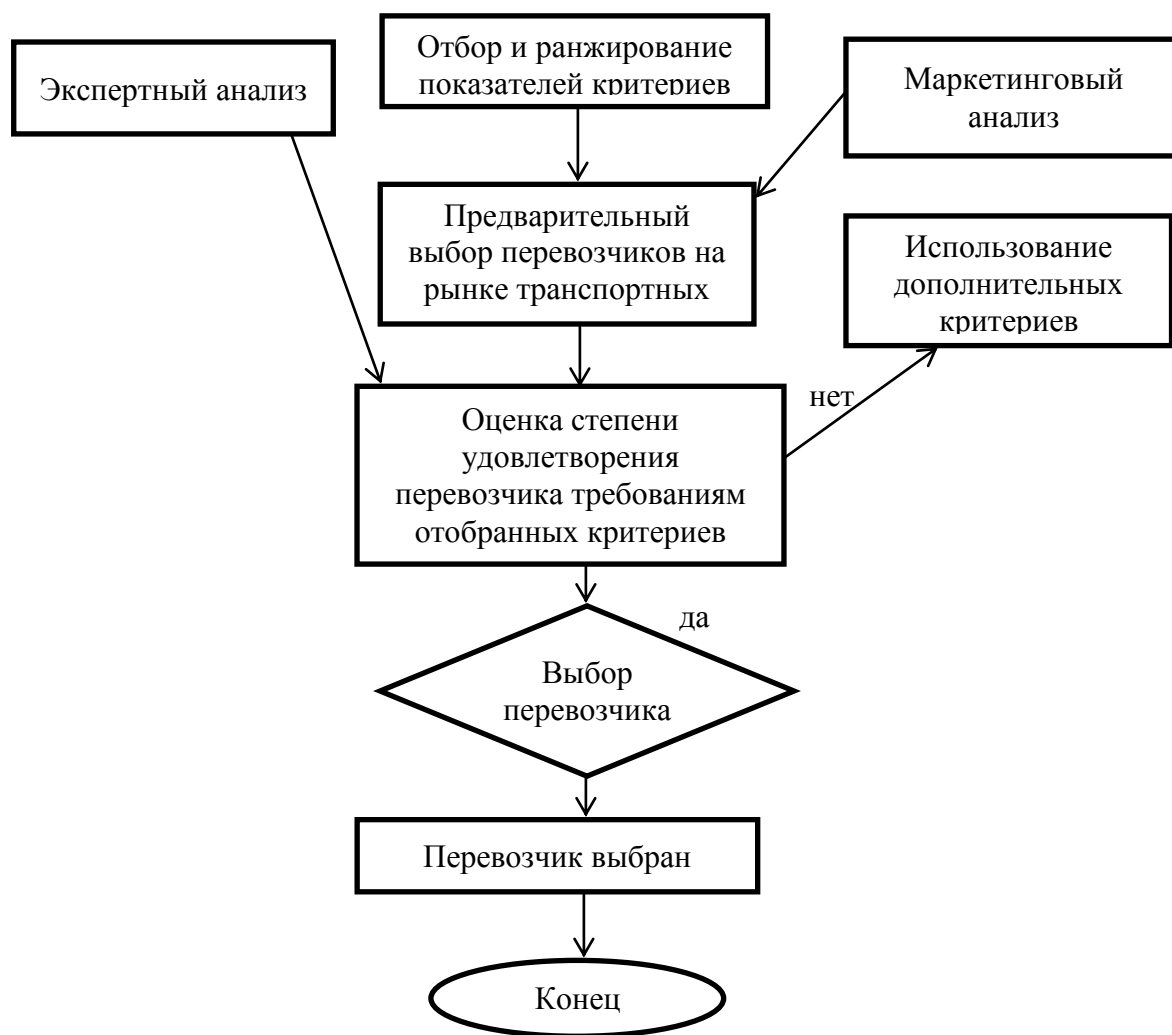 Отбор и ранжирование
показателей критериев
Экспертный анализ
Маркетинговый
анализ
Предварительный
выбор перевозчиков на
рынке транспортных
Использование
дополнительных
критериев
нет
Оценка степени
удовлетворения
перевозчика требованиям
отобранных критериев
да
Выбор
перевозчика
Перевозчик выбран
Конец